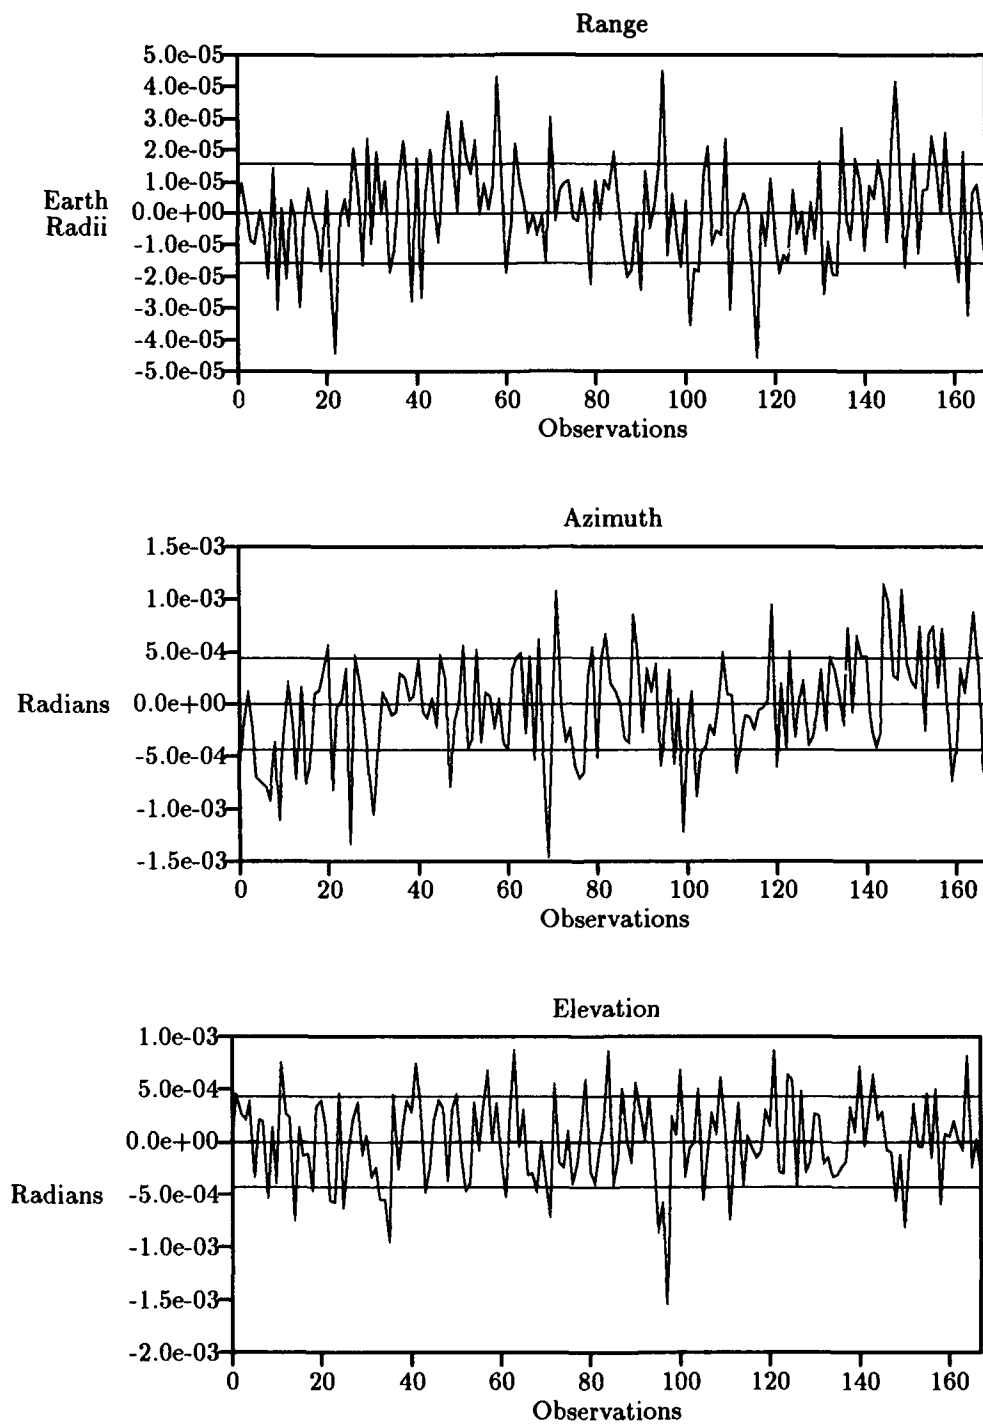 Range
5.0e-05
4.0e-05
3.0e-05
2.0e-05
1.0e-05
0.0e+00
-1.0e-05
-2.0e-05
-3.0e-05
-4.0e-05
-5.0e-05
Earth
Radii
0 20 40 60 80 100 120 140 160
Observations
Azimuth
1.5e-03
1.0e-03
5.0e-04
0.0e+00
-5.0e-04
-1.0e-03
-1.5e-03
Radians
0 20 40 60 80 100 120 140 160
Observations
Elevation
1.0e-03
5.0e-04
0.0e+00
-5.0e-04
-1.0e-03
-1.5e-03
-2.0e-03
Radians
0 20 40 60 80 100 120 140 160
Observations